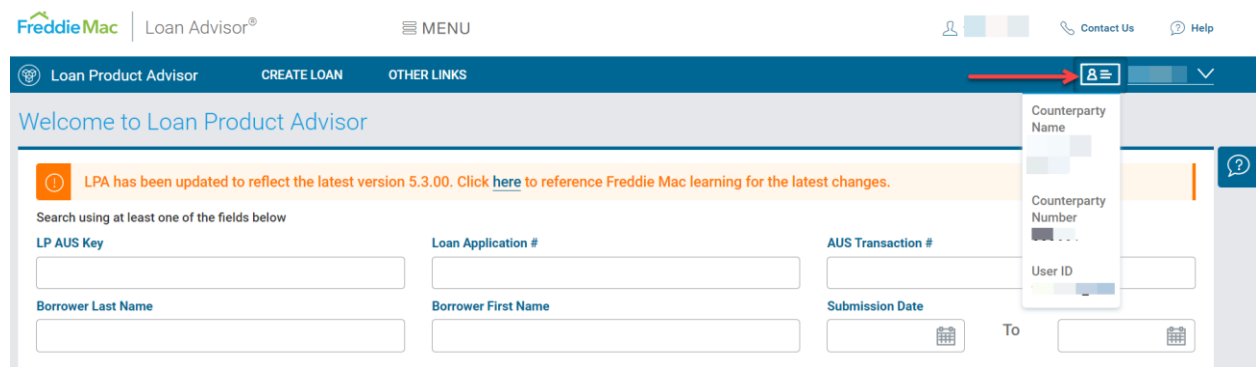 Freddie Mac Loan Advisor® MENU Contact Us Help
Loan Product Advisor CREATE LOAN OTHER LINKS
Welcome to Loan Product Advisor
Counterparty
Name
LPA has been updated to reflect the latest version 5.3.00. Click here to reference Freddie Mac learning for the latest changes.
Search using at least one of the fields below
Counterparty
Number
LP AUS Key Loan Application # AUS Transaction #
User ID
Borrower Last Name Borrower First Name Submission Date
To